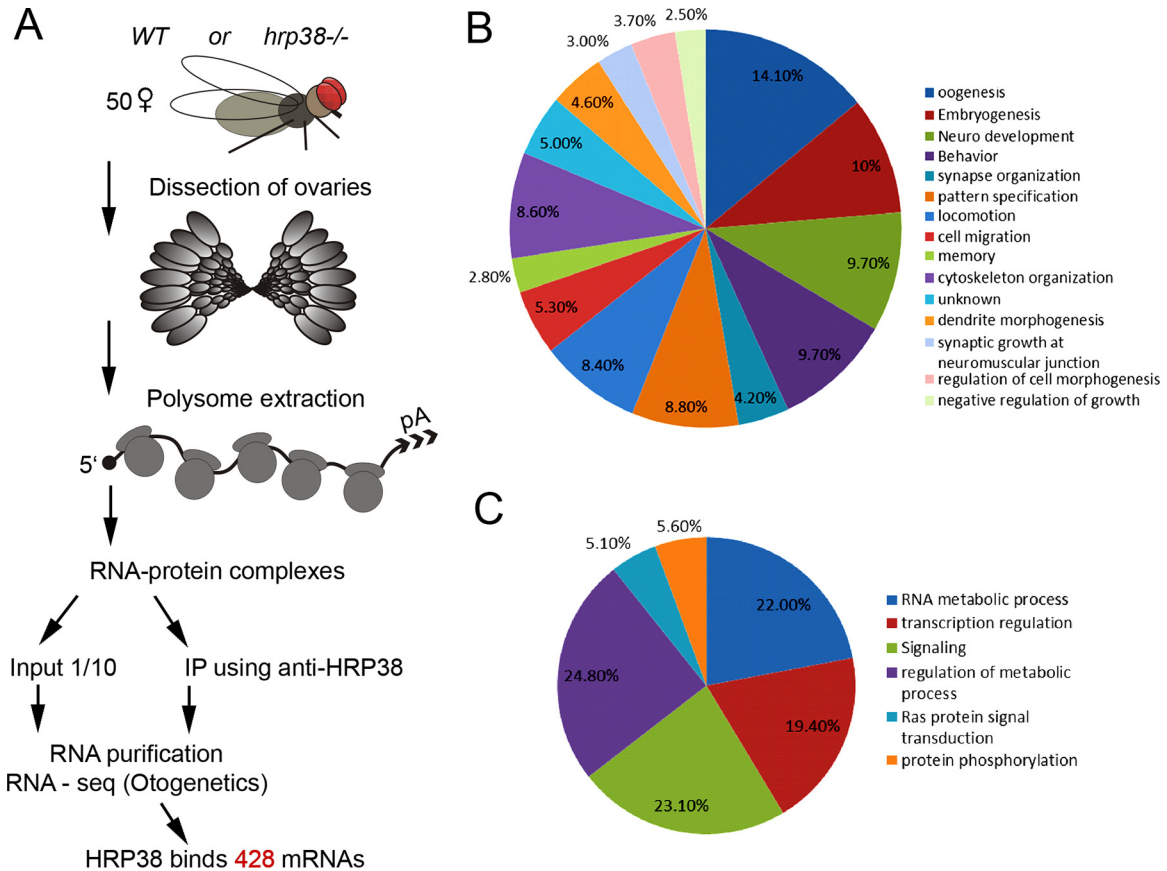 A
WT or hrp38-/-
50♀
Dissection of ovaries
Polysome extraction
5‘
pA
RNA-protein complexes
Input 1/10
IP using anti-HRP38
RNA purification
RNA - seq (Otogenetics)
HRP38 binds 428 mRNAs
B
14.10%
10%
9.70%
9.70%
4.20%
8.80%
8.40%
5.30%
2.80%
8.60%
5.00%
4.60%
3.00%
3.70%
2.50%
oogenesis
Embryogenesis
Neuro development
Behavior
synapse organization
pattern specification
locomotion
cell migration
memory
cytoskeleton organization
unknown
dendrite morphogenesis
synaptic growth at
neuromuscular junction
regulation of cell morphogenesis
negative regulation of growth
C
22.00%
19.40%
23.10%
24.80%
5.10%
5.60%
RNA metabolic process
transcription regulation
Signaling
regulation of metabolic
process
Ras protein signal
transduction
protein phosphorylation